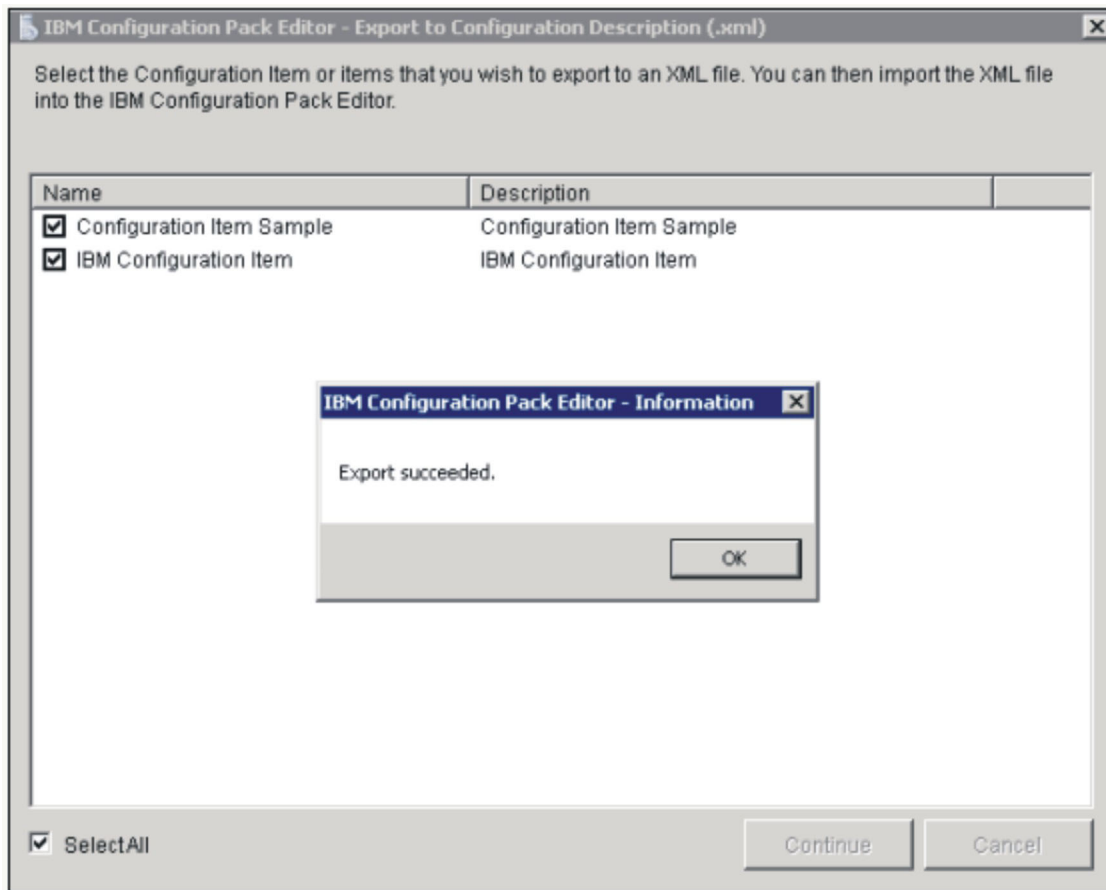 IBM Configuration Pack Editor - Export to Configuration Description (.xml)
Select the Configuration Item or items that you wish to export to an XML file. You can then import the XML file
into the IBM Configuration Pack Editor.
Name Description
Configuration Item Sample Configuration Item Sample
IBM Configuration Item IBM Configuration Item
IBM Configuration Pack Editor - Information
Export succeeded.
OK
SelectAll Continue Cancel